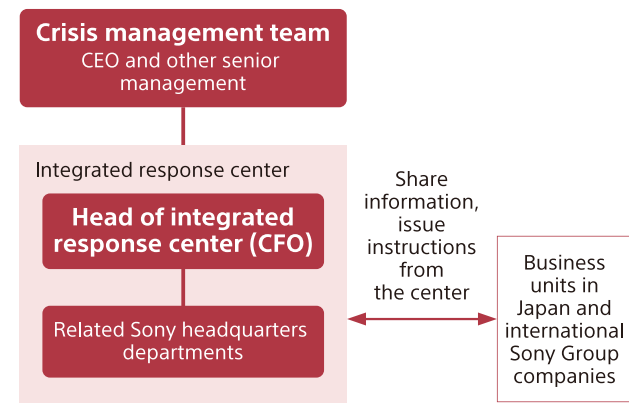 Crisis management team
CEO and other senior
management
Integrated response center
Head of integrated
response center (CFO)
Related Sony headquarters
departments
Share
information,
issue
instructions
from
the center
Business
units in
Japan and
international
Sony Group
companies